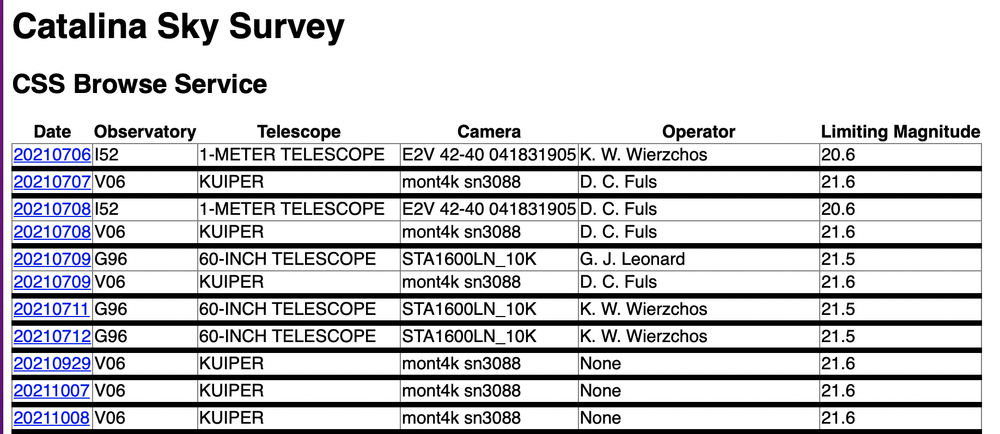 Catalina Sky Survey
CSS Browse Service
Date Observatory Telescope Camera Operator Limiting Magnitude
20210706 I52 1-METER TELESCOPE E2V 42-40 041831905 K. W. Wierzchos 20.6
20210707 V06 KUIPER mont4k sn3088 D. C. Fuls 21.6
20210708 I52 1-METER TELESCOPE E2V 42-40 041831905 D. C. Fuls 20.6
20210708 V06 KUIPER mont4k sn3088 D. C. Fuls 21.6
20210709 G96 60-INCH TELESCOPE STA1600LN_10K G. J. Leonard 21.5
20210709 V06 KUIPER mont4k sn3088 D. C. Fuls 21.6
20210711 G96 60-INCH TELESCOPE STA1600LN_10K K. W. Wierzchos 21.5
20210712 G96 60-INCH TELESCOPE STA1600LN_10K K. W. Wierzchos 21.5
20210929 V06 KUIPER mont4k sn3088 None 21.6
20211007 V06 KUIPER mont4k sn3088 None 21.6
20211008 V06 KUIPER mont4k sn3088 None 21.6